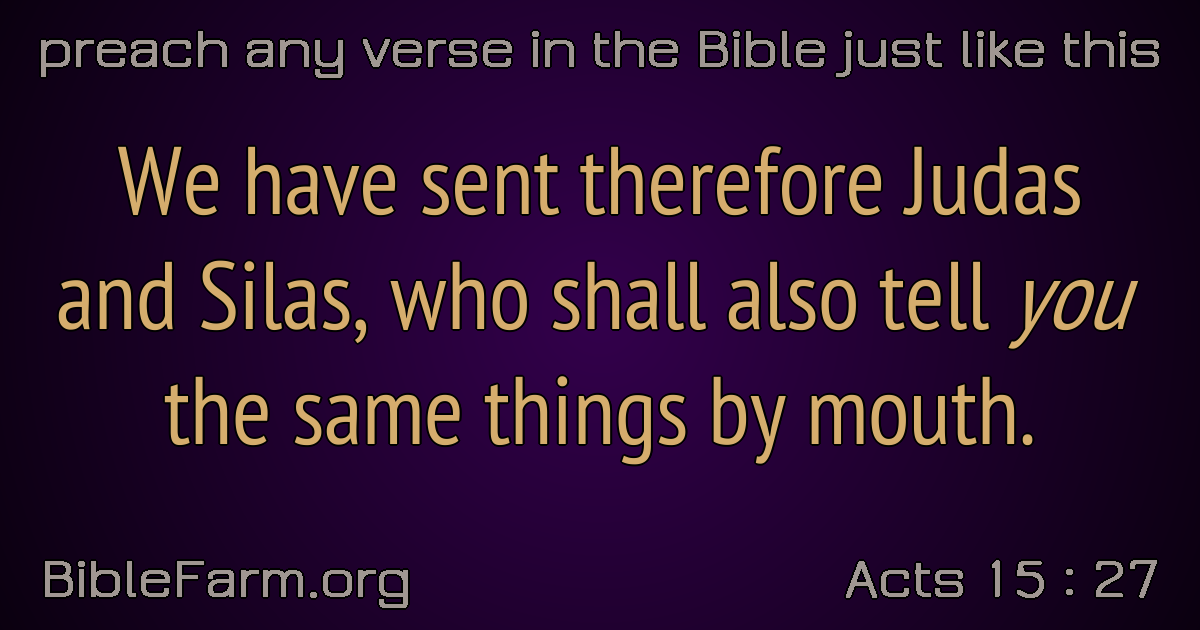 preach any verse in the Bible just like this
We have sent therefore Judas
and Silas, who shall also tell you
the same things by mouth.
BibleFarm.org
Acts 15 : 27